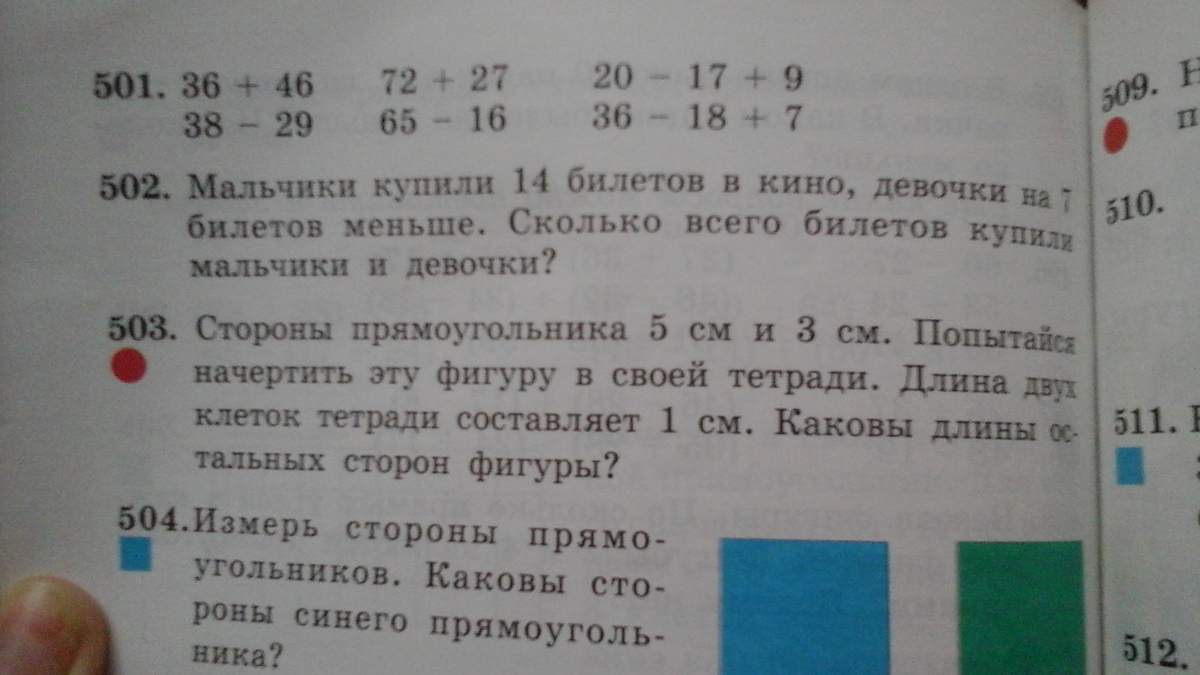 501. 36 + 46 72 + 27 20 − 17 + 9
38 − 29 65 − 16 36 − 18 + 7
502. Мальчики купили 14 билетов в кино, девочки на 7
билетов меньше. Сколько всего билетов купили
мальчики и девочки?
503. Стороны прямоугольника 5 см и 3 см. Попытайся
начертить эту фигуру в своей тетради. Длина двух
клеток тетради составляет 1 см. Каковы длины ос-
тальных сторон фигуры?
504. Измерь стороны прямо-
угольников. Каковы сто-
роны синего прямоуголь-
ника?
509. Н
п
510.
511.
512.